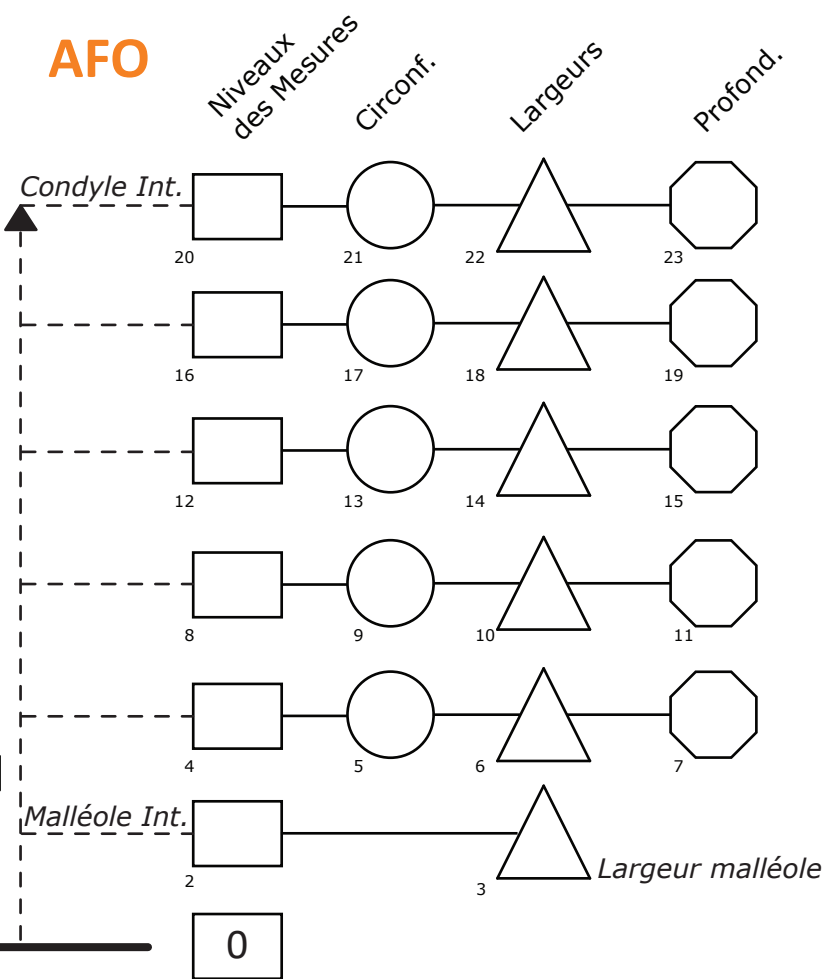 AFO
Niveaux
des Mesures
Circonf.
Largeurs
Profond.
Condyle Int.
20
21
22
23
16
17
18
19
12
13
14
15
8
9
10
11
4
5
6
7
Malléole Int.
2
3
Largeur malléole
0